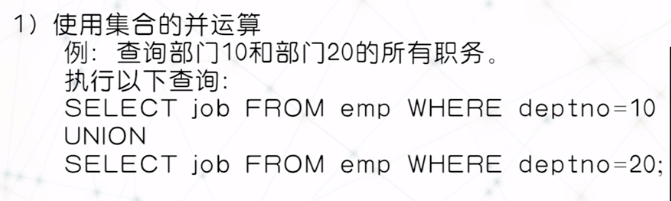 1）使用集合的并运算
例：查询部门10和部门20的所有职务。
执行以下查询：
SELECT job FROM emp WHERE deptno=10
UNION
SELECT job FROM emp WHERE deptno=20;